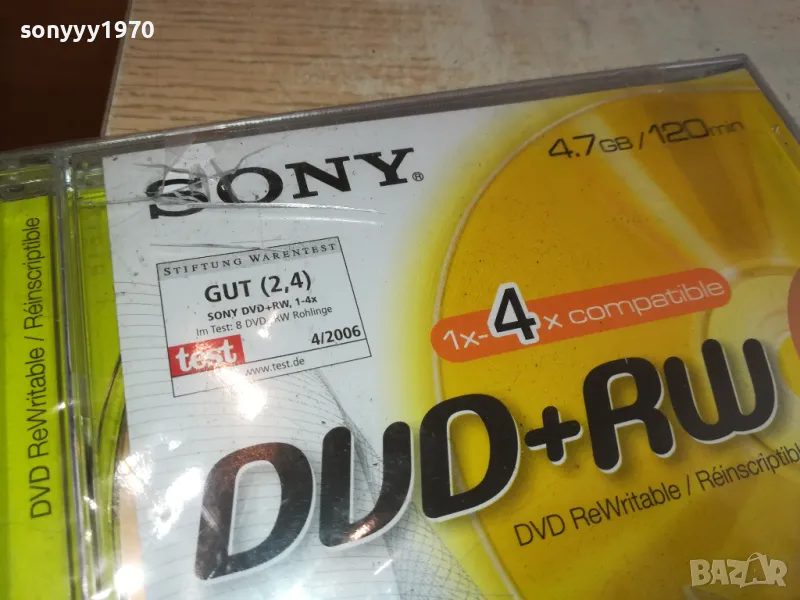 sonyyy1970
SONY®
4.7GB/120min
STIFTUNG WARENTEST
GUT (2,4)
SONY DVD+RW, 1-4x
Im Test: 8 DVD+RW Rohlinge
test
4/2006
www.test.de
1x-4x compatible
DVD+RW
DVD ReWritable / Réinscriptible
DVD ReWritable / Réinscriptible
BAZAR